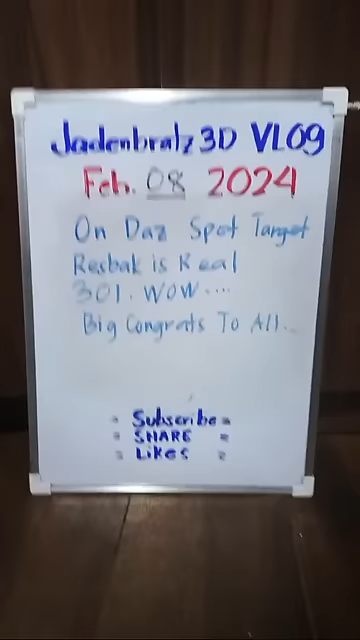 Jadenbratz 3D VLOG
Feb. 08 2024
On Daz Spot Target
Resbak is Real
301. WOW....
Big Congrats To All..
= Subscribe =
= SHARE =
= Likes =